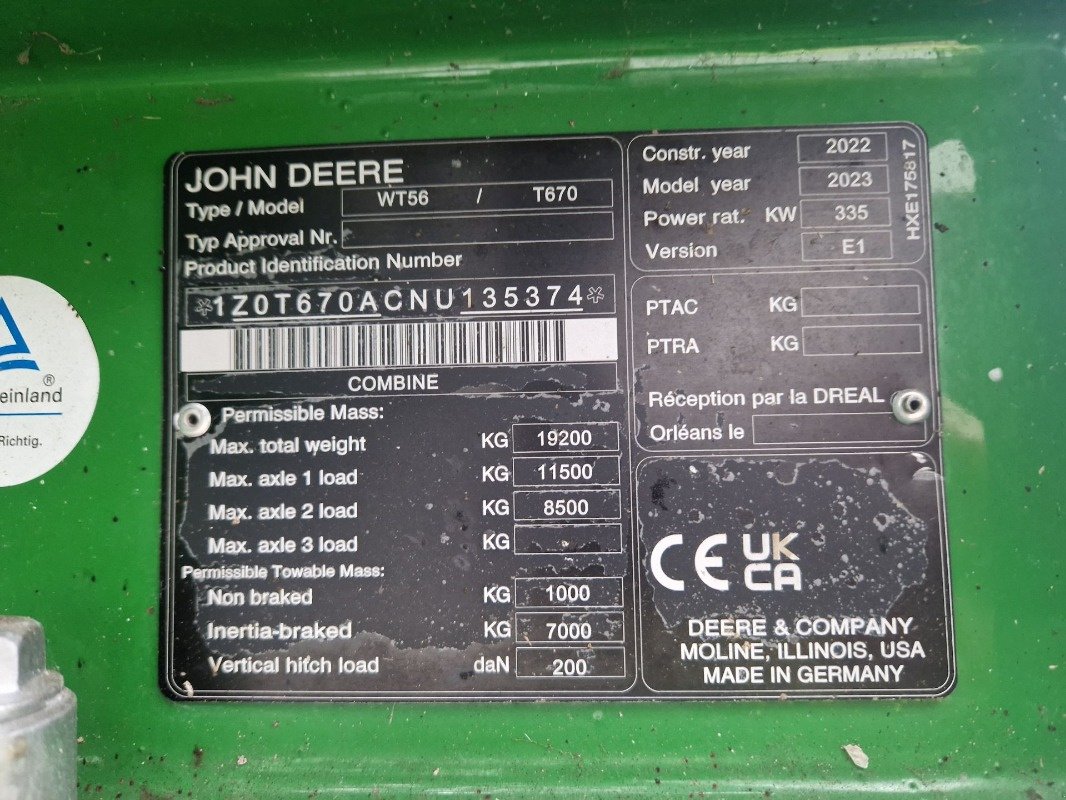 JOHN DEERE
Type / Model WT56 / T670
Typ Approval Nr.
Product Identification Number
*1Z0T670ACNU135374*
COMBINE
Permissible Mass:
Max. total weight KG 19200
Max. axle 1 load KG 11500
Max. axle 2 load KG 8500
Max. axle 3 load KG
Permissible Towable Mass:
Non braked KG 1000
Inertia-braked KG 7000
Vertical hitch load daN 200
Constr. year 2022
Model year 2023
Power rat. KW 335
Version E1
HXE175817
PTAC KG
PTRA KG
Réception par la DREAL
Orléans le
CE UK
CA
DEERE & COMPANY
MOLINE, ILLINOIS, USA
MADE IN GERMANY
®
einland
Richtig.